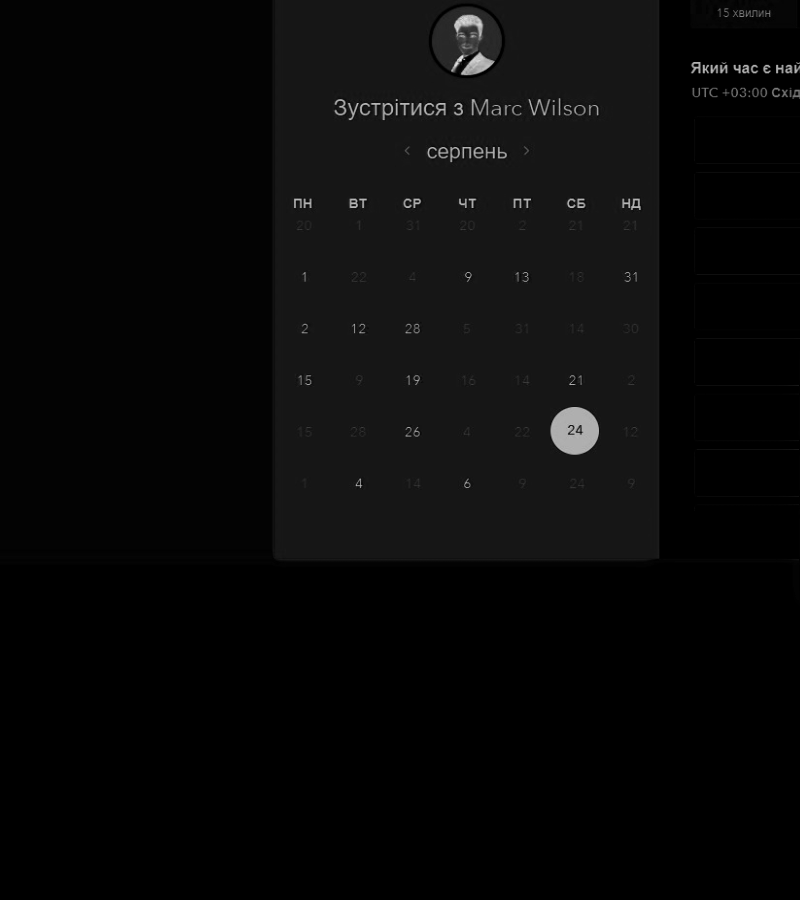 15 хвилин
Який час є най
UTC +03:00 Схід
Зустрітися з Marc Wilson
< серпень >
ПН ВТ СР ЧТ ПТ СБ НД
20 1 31 20 2 21 21
1 22 4 9 13 18 31
2 12 28 5 31 14 30
15 9 19 16 14 21 2
15 28 26 4 22 24 12
1 4 14 6 9 24 9